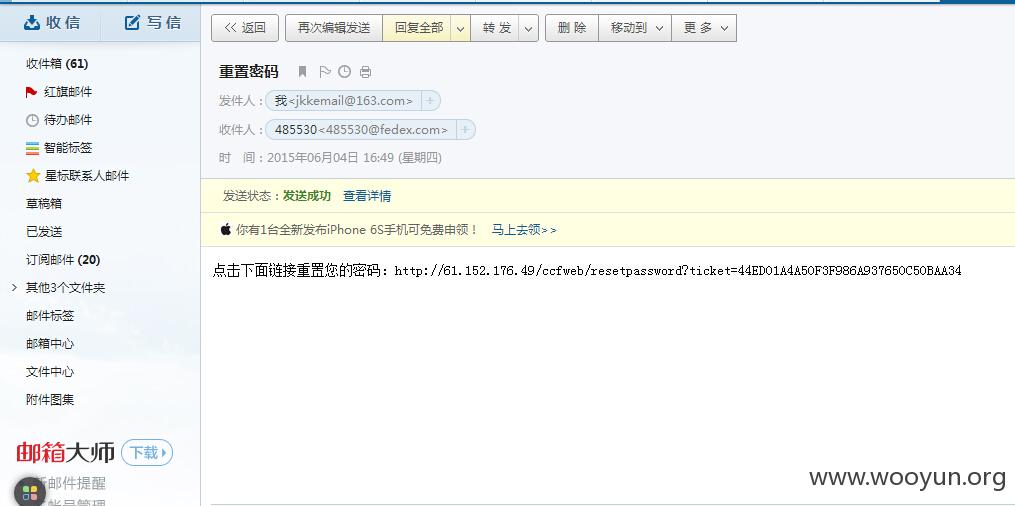 收 信
写 信
<< 返回
再次编辑发送
回复全部
转 发
删 除
移动到
更 多
收件箱 (61)
红旗邮件
待办邮件
智能标签
星标联系人邮件
草稿箱
已发送
订阅邮件 (20)
其他3个文件夹
邮件标签
邮箱中心
文件中心
附件图集
邮箱大师
下载
邮件提醒
重置密码
发件人：我<jkkemail@163.com>
收件人：485530<485530@fedex.com>
时 间：2015年06月04日 16:49 (星期四)
发送状态：发送成功 查看详情
你有1台全新发布iPhone 6S手机可免费申领！ 马上去领>>
点击下面链接重置您的密码：http://61.152.176.49/ccfweb/resetpassword?ticket=44ED01A4A50F3F986A937650C50BAA34
www.wooyun.org